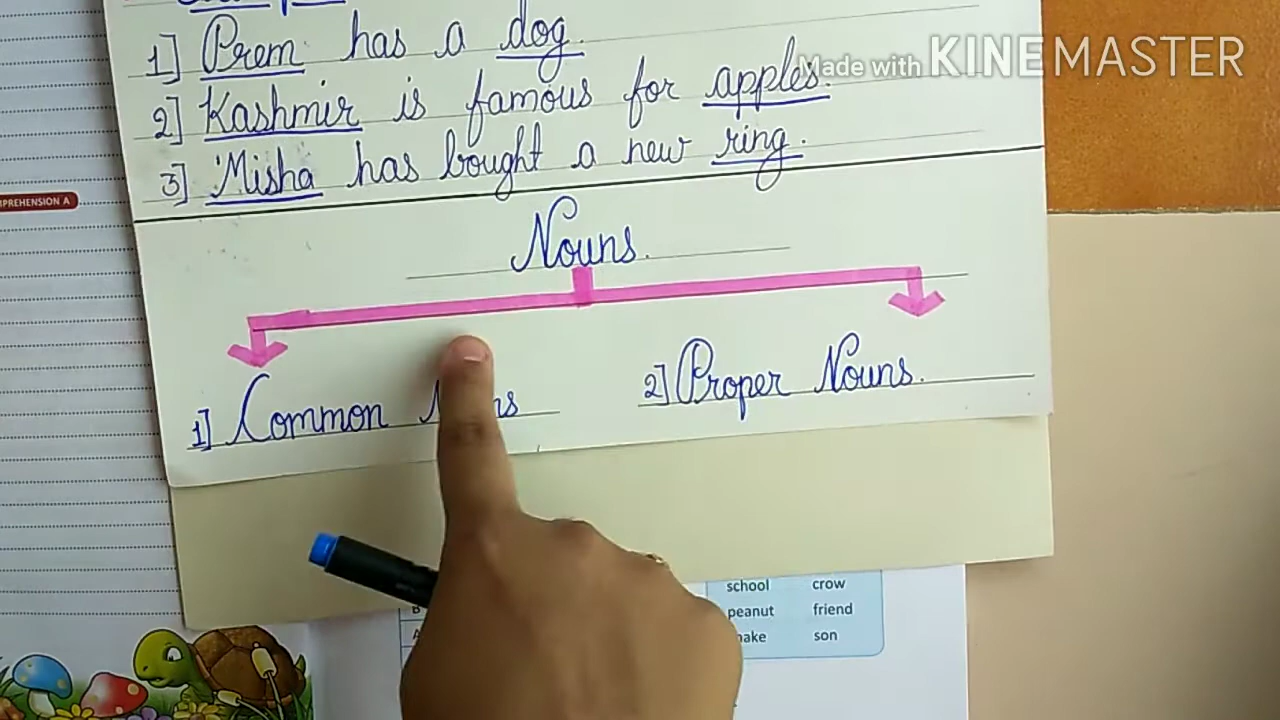 1] Prem has a dog.
Made with KINEMASTER
2] Kashmir is famous for apples.
3] Misha has bought a new ring.
PREHENSION A
Nouns.
1] Common
2] Proper Nouns.
school crow
peanut friend
son